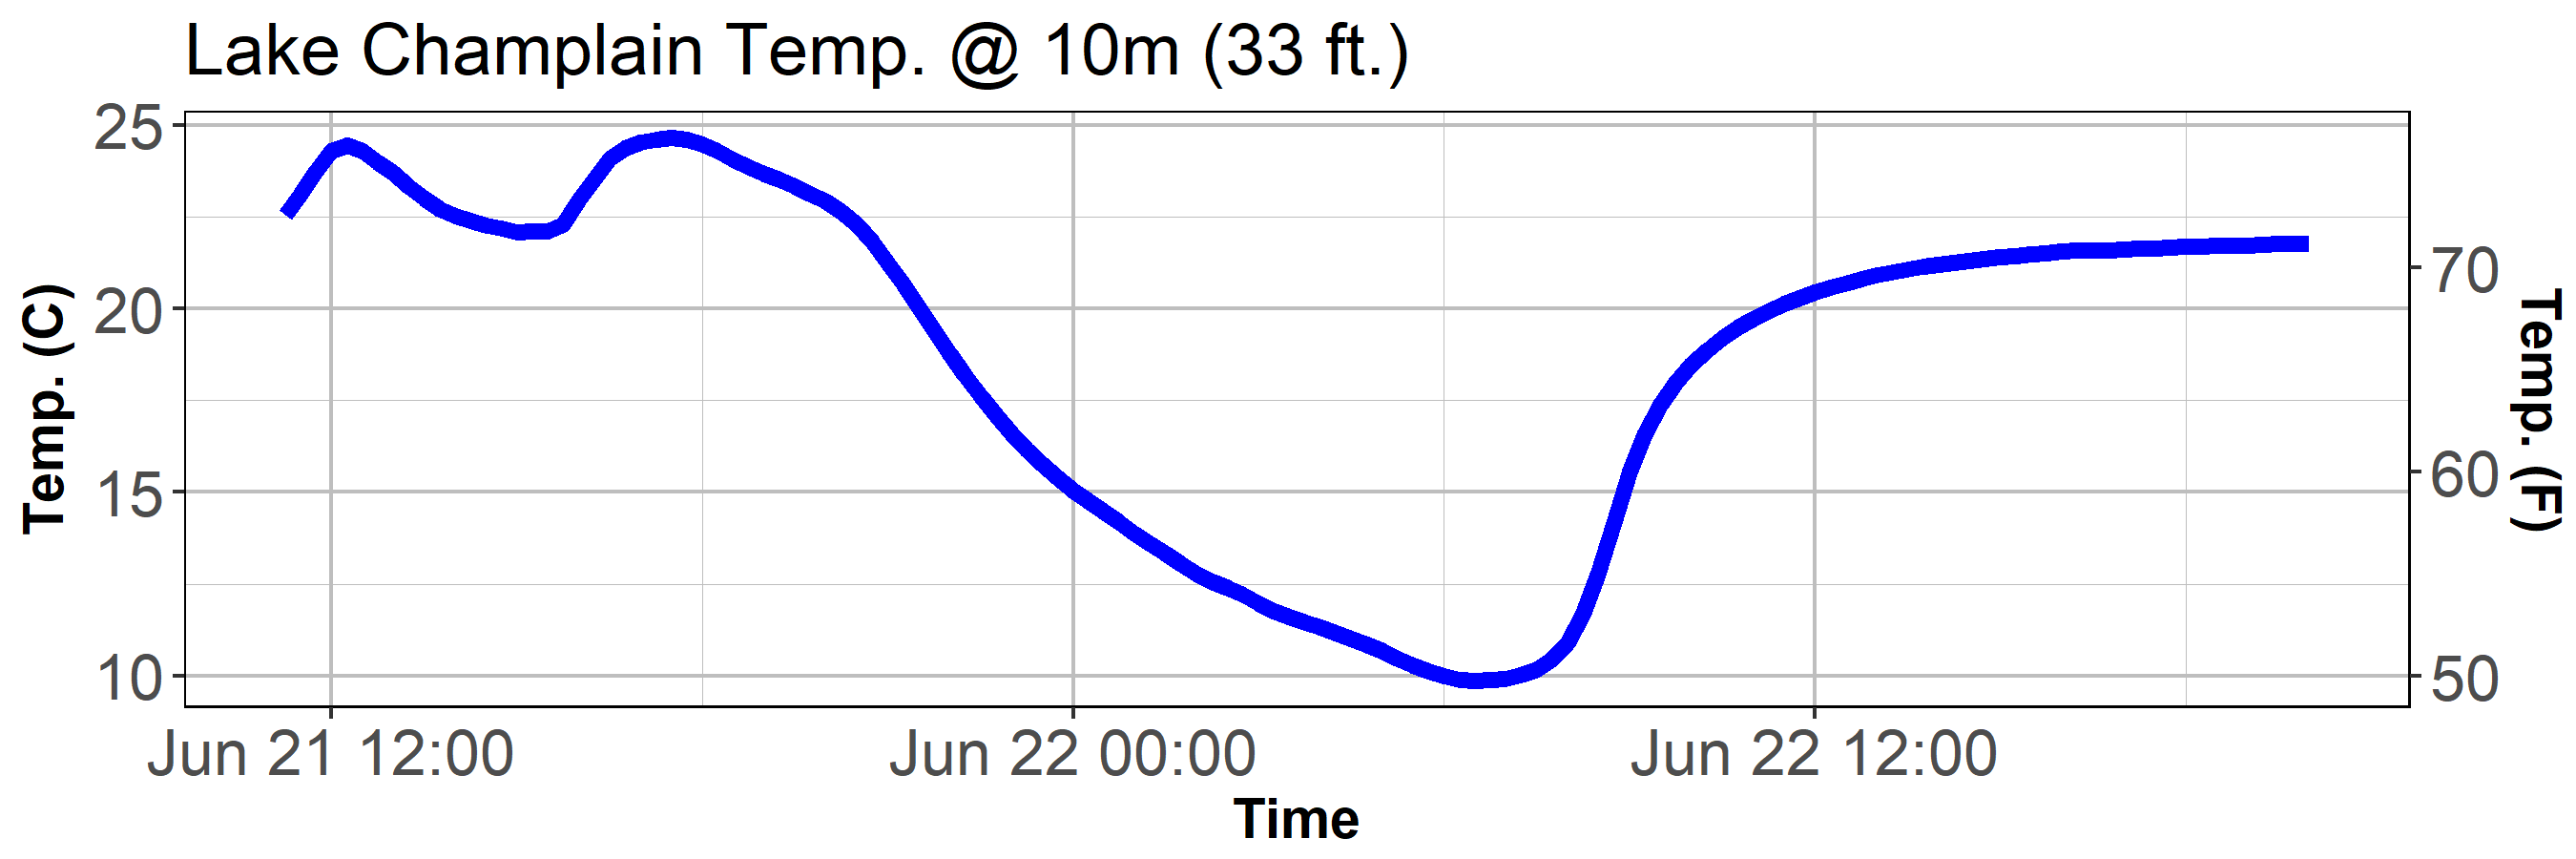 Lake Champlain Temp. @ 10m (33 ft.)
Temp. (C)
25
20
15
10
70
60
50
Temp. (F)
Jun 21 12:00
Jun 22 00:00
Jun 22 12:00
Time